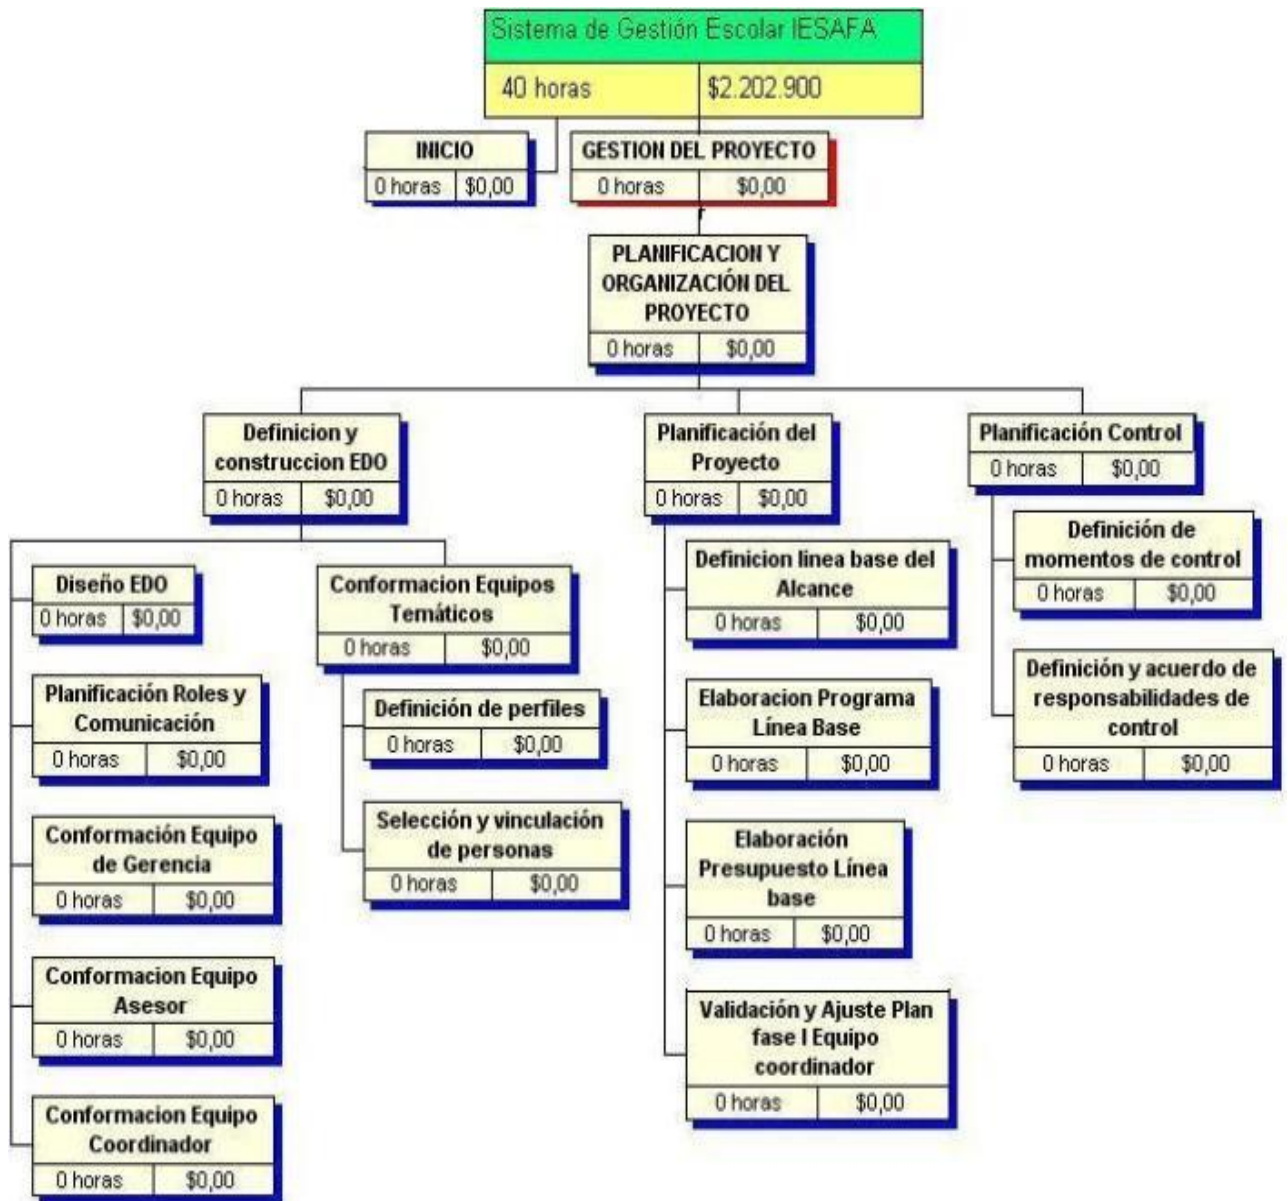 Sistema de Gestión Escolar IESAFA
40 horas $2.202.900
INICIO
0 horas $0,00
GESTION DEL PROYECTO
0 horas $0,00
PLANIFICACION Y
ORGANIZACIÓN DEL
PROYECTO
0 horas $0,00
Definicion y
construccion EDO
0 horas $0,00
Diseño EDO
0 horas $0,00
Planificación Roles y
Comunicación
0 horas $0,00
Conformación Equipo
de Gerencia
0 horas $0,00
Conformacion Equipo
Asesor
0 horas $0,00
Conformacion Equipo
Coordinador
0 horas $0,00
Conformacion Equipos
Temáticos
0 horas $0,00
Definición de perfiles
0 horas $0,00
Selección y vinculación
de personas
0 horas $0,00
Planificación del
Proyecto
0 horas $0,00
Definicion linea base del
Alcance
0 horas $0,00
Elaboracion Programa
Línea Base
0 horas $0,00
Elaboración
Presupuesto Línea
base
0 horas $0,00
Validación y Ajuste Plan
fase I Equipo
coordinador
0 horas $0,00
Planificación Control
0 horas $0,00
Definición de
momentos de control
0 horas $0,00
Definición y acuerdo de
responsabilidades de
control
0 horas $0,00